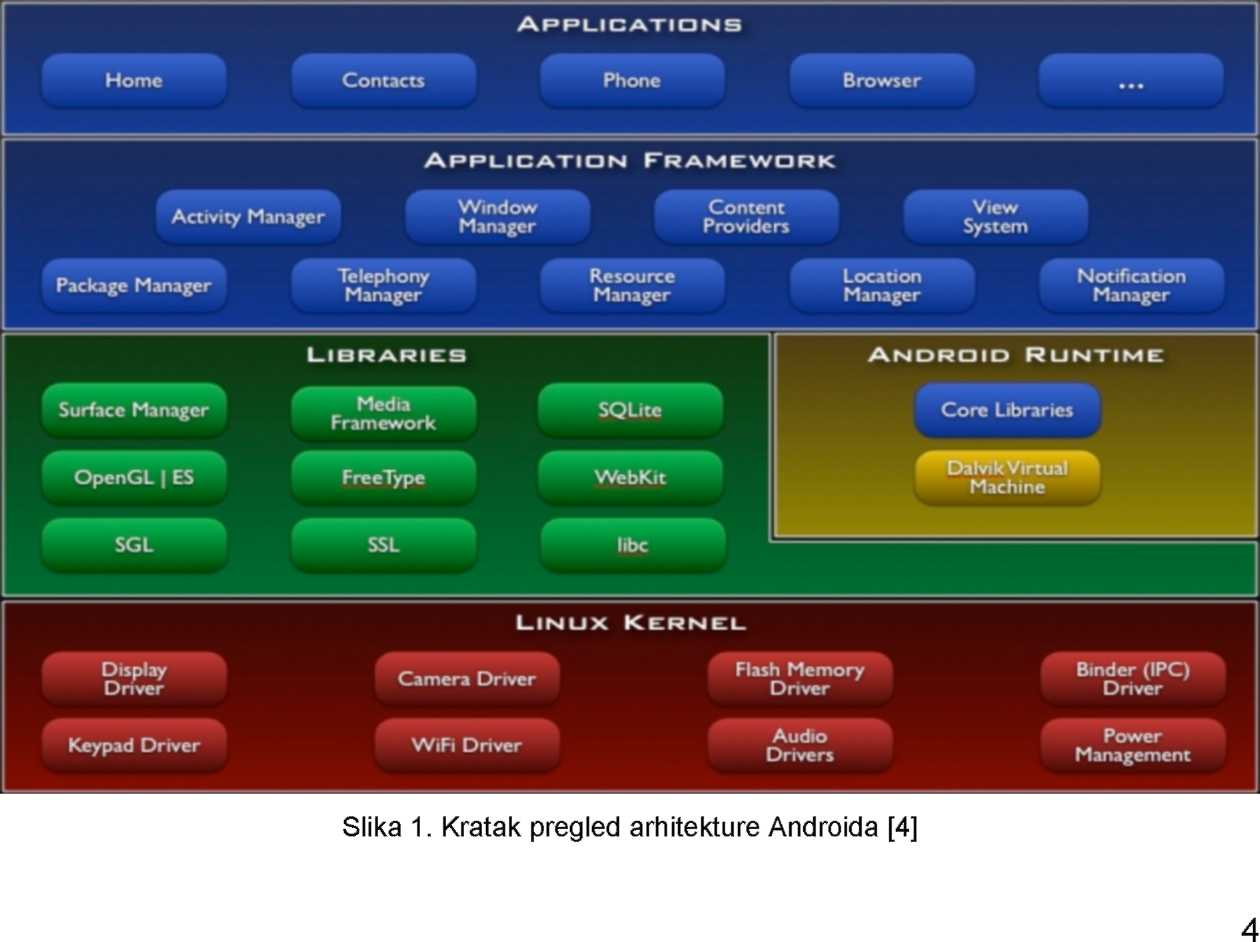 APPLICATIONS
Home
Contacts
Phone
Browser
...
APPLICATION FRAMEWORK
Activity Manager
Window
Manager
Content
Providers
View
System
Package Manager
Telephony
Manager
Resource
Manager
Location
Manager
Notification
Manager
LIBRARIES
Surface Manager
Media
Framework
SQLite
OpenGL | ES
FreeType
WebKit
SGL
SSL
libc
ANDROID RUNTIME
Core Libraries
Dalvik Virtual
Machine
LINUX KERNEL
Display
Driver
Camera Driver
Flash Memory
Driver
Binder (IPC)
Driver
Keypad Driver
WiFi Driver
Audio
Drivers
Power
Management
Slika 1. Kratak pregled arhitekture Androida [4]
4